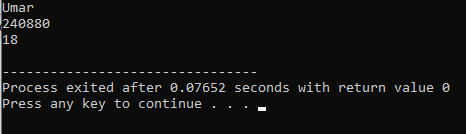 Umar
240880
18
--------------------------------
Process exited after 0.07652 seconds with return value 0
Press any key to continue . . .